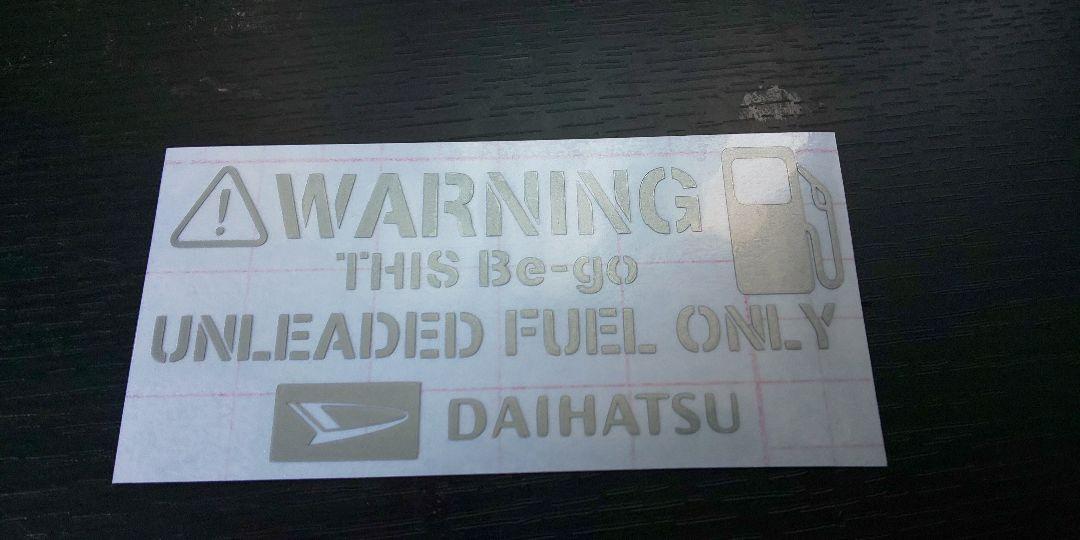 WARNING
THIS Be-go
UNLEADED FUEL ONLY
DAIHATSU